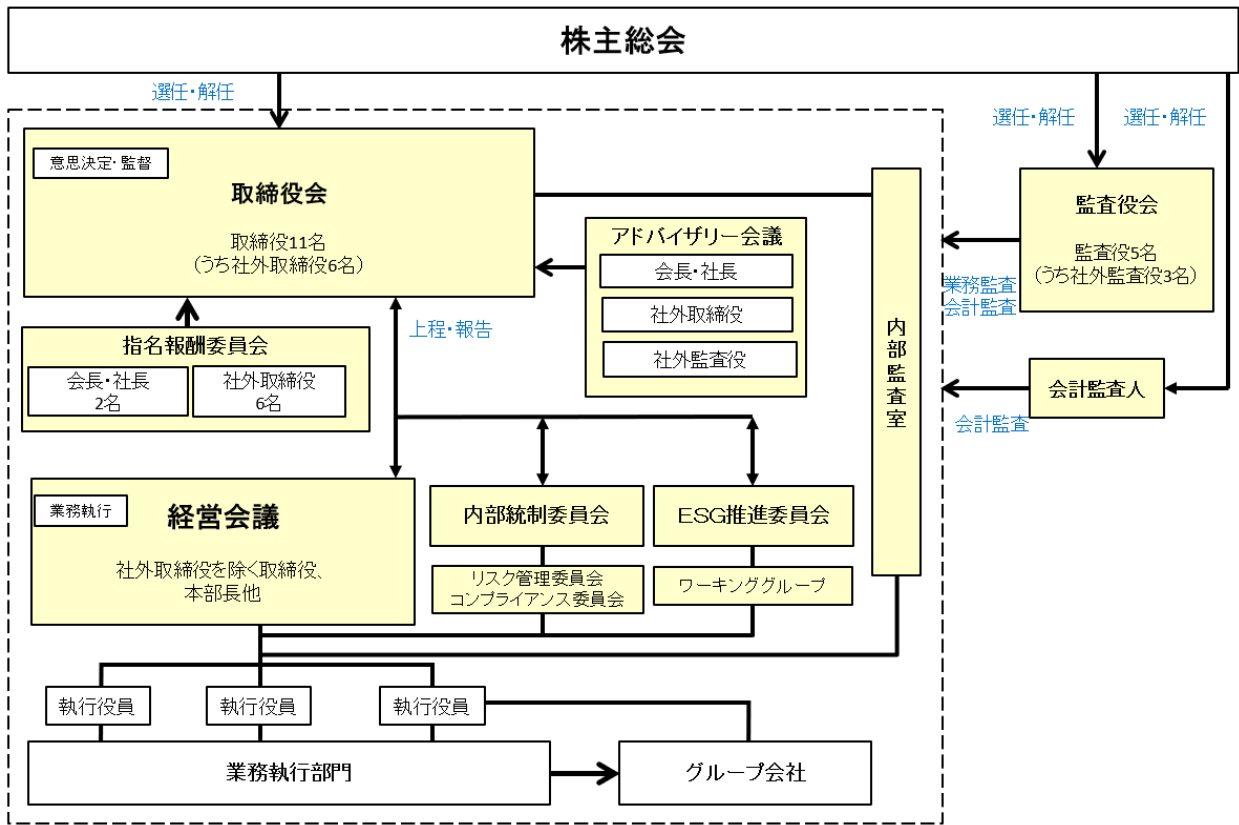 株主総会
選任・解任
選任・解任
選任・解任
意思決定・監督
取締役会
取締役11名
（うち社外取締役6名）
アドバイザリー会議
会長・社長
社外取締役
社外監査役
内部監査室
監査役会
監査役5名
（うち社外監査役3名）
業務監査
会計監査
上程・報告
指名報酬委員会
会長・社長
2名
社外取締役
6名
会計監査人
会計監査
業務執行
経営会議
社外取締役を除く取締役、
本部長他
内部統制委員会
ESG推進委員会
リスク管理委員会
コンプライアンス委員会
ワーキンググループ
執行役員
執行役員
執行役員
業務執行部門
グループ会社